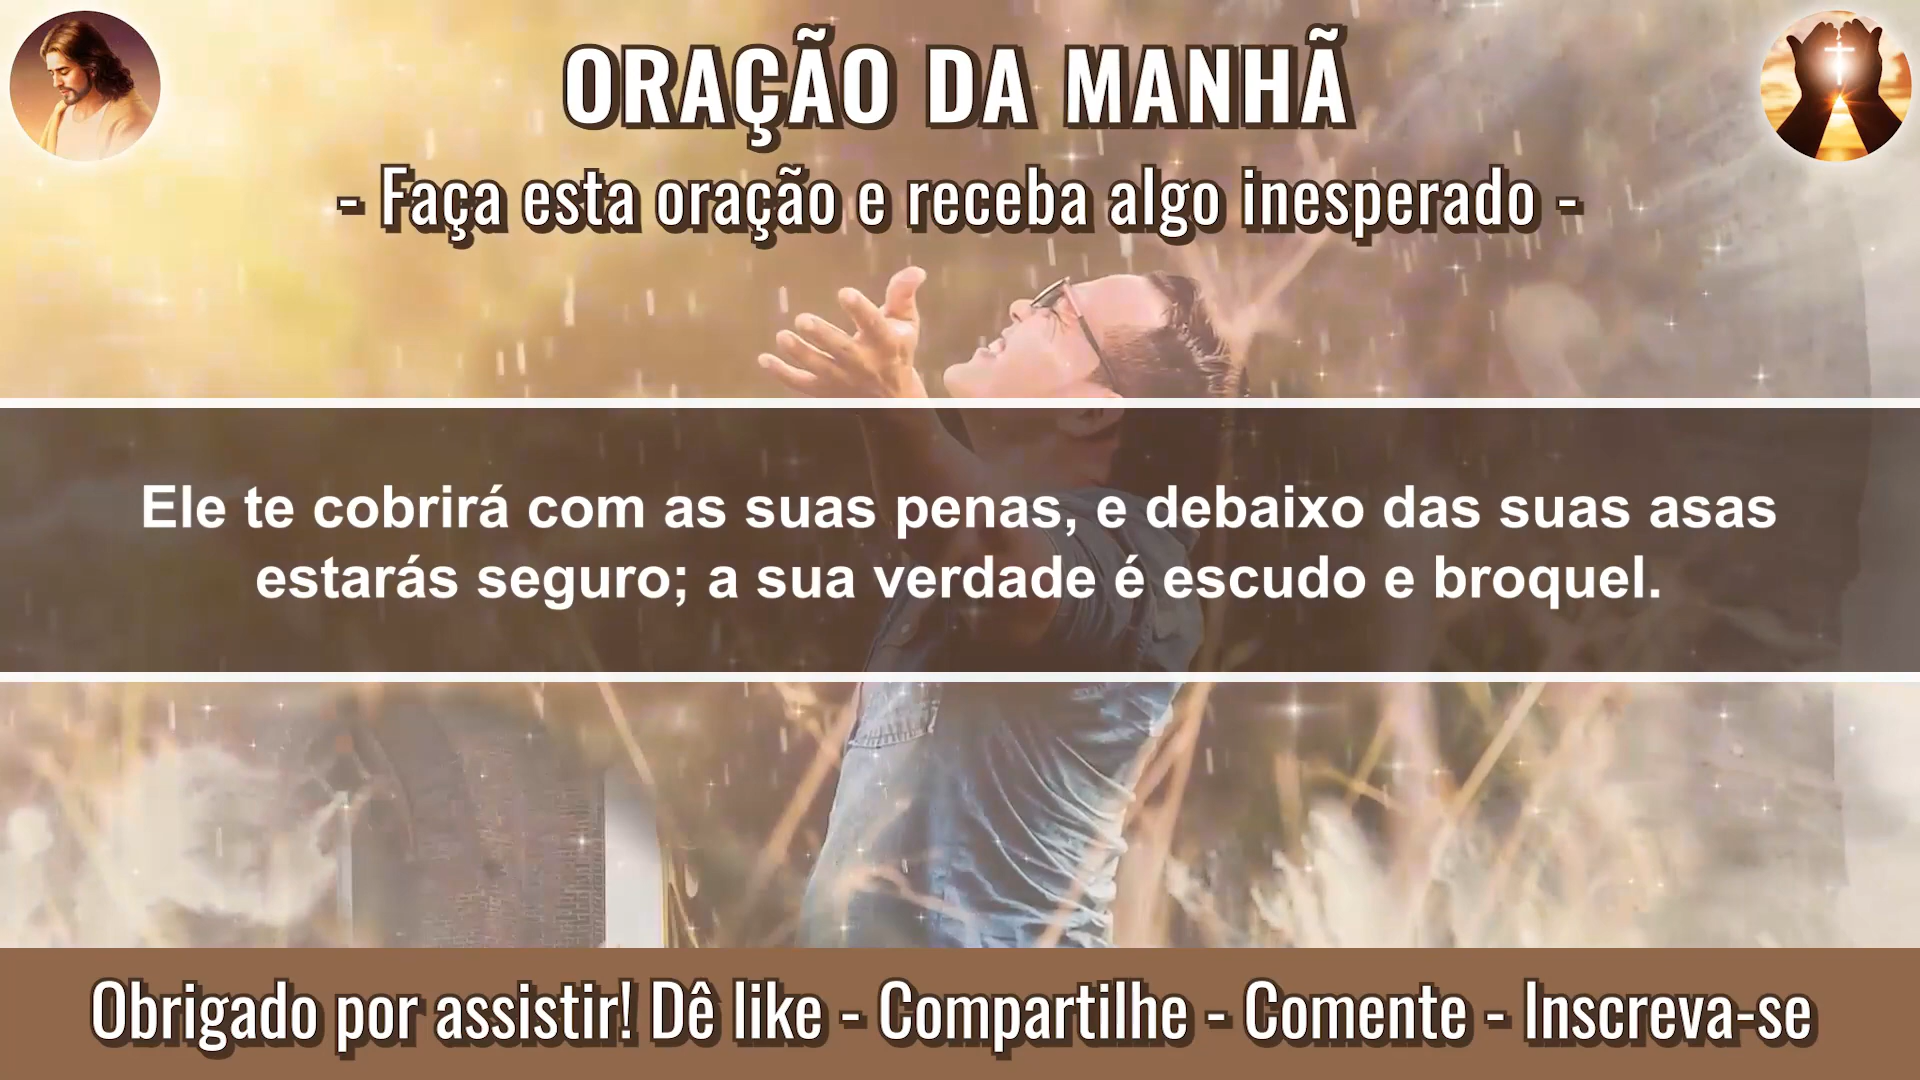 ORAÇÃO DA MANHÃ
- Faça esta oração e receba algo inesperado -
Ele te cobrirá com as suas penas, e debaixo das suas asas
estarás seguro; a sua verdade é escudo e broquel.
Obrigado por assistir! Dê like - Compartilhe - Comente - Inscreva-se